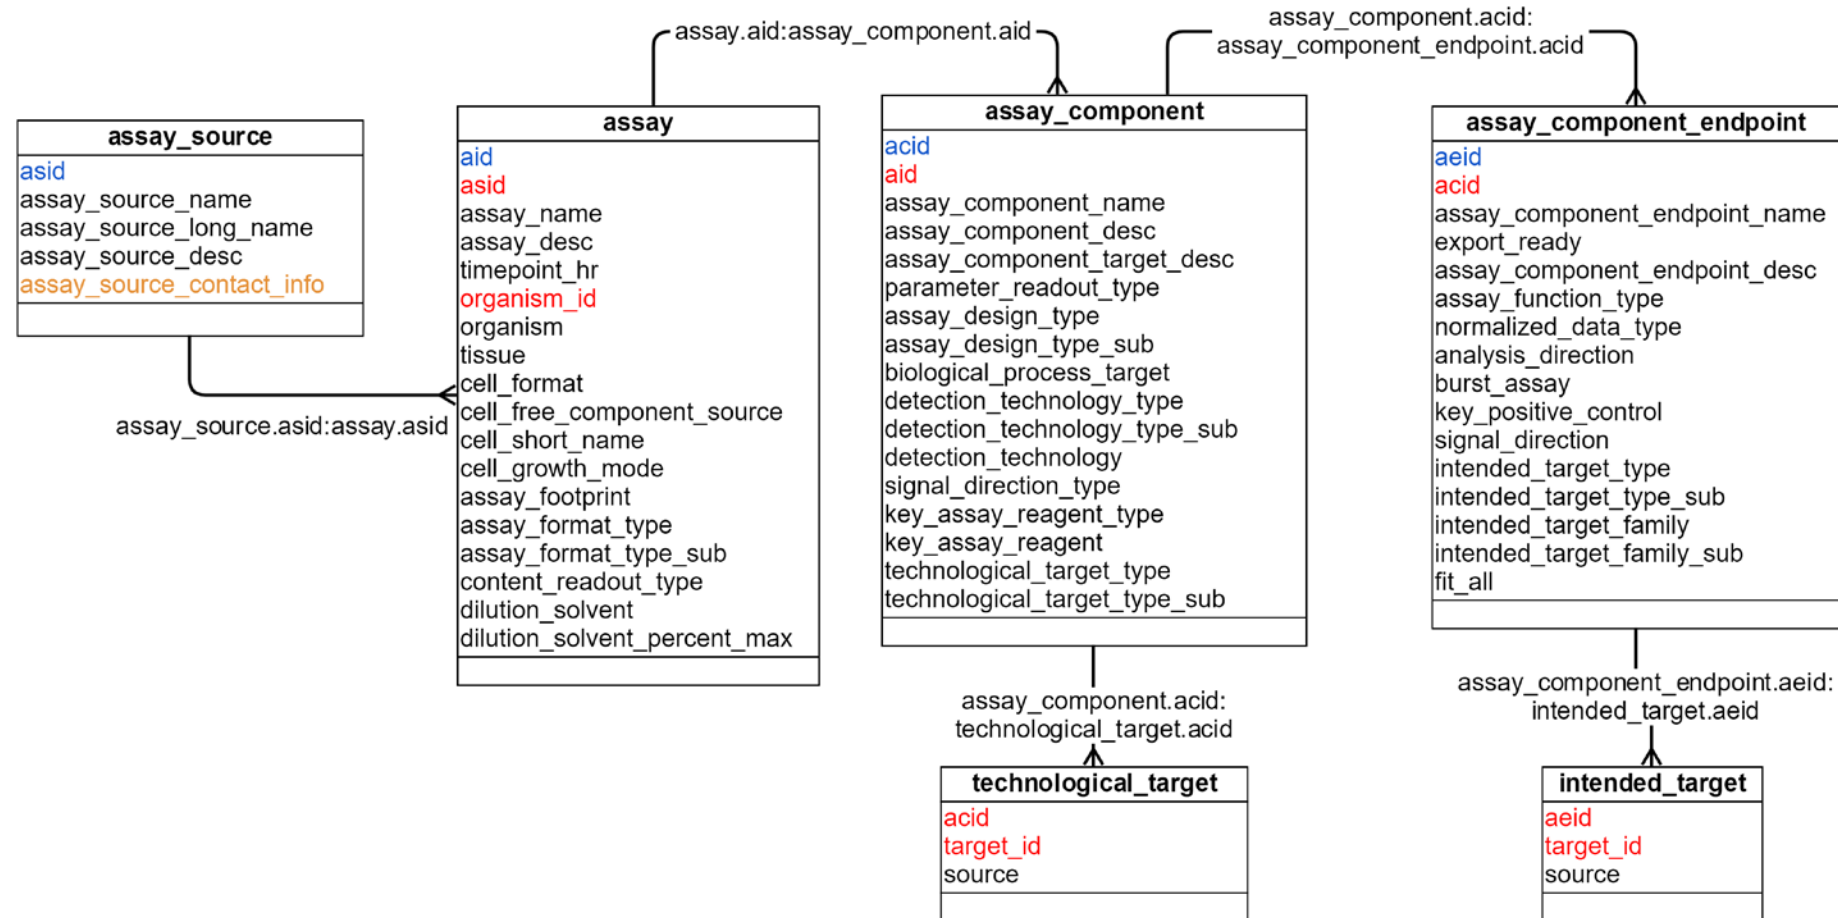 assay.aid:assay_component.aid
assay_component.acid:
assay_component_endpoint.acid
assay_source
asid
assay_source_name
assay_source_long_name
assay_source_desc
assay_source_contact_info
assay_source.asid:assay.asid
assay
aid
asid
assay_name
assay_desc
timepoint_hr
organism_id
organism
tissue
cell_format
cell_free_component_source
cell_short_name
cell_growth_mode
assay_footprint
assay_format_type
assay_format_type_sub
content_readout_type
dilution_solvent
dilution_solvent_percent_max
assay_component
acid
aid
assay_component_name
assay_component_desc
assay_component_target_desc
parameter_readout_type
assay_design_type
assay_design_type_sub
biological_process_target
detection_technology_type
detection_technology_type_sub
detection_technology
signal_direction_type
key_assay_reagent_type
key_assay_reagent
technological_target_type
technological_target_type_sub
assay_component.acid:
technological_target.acid
technological_target
acid
target_id
source
assay_component_endpoint
aeid
acid
assay_component_endpoint_name
export_ready
assay_component_endpoint_desc
assay_function_type
normalized_data_type
analysis_direction
burst_assay
key_positive_control
signal_direction
intended_target_type
intended_target_type_sub
intended_target_family
intended_target_family_sub
fit_all
assay_component_endpoint.aeid:
intended_target.aeid
intended_target
aeid
target_id
source